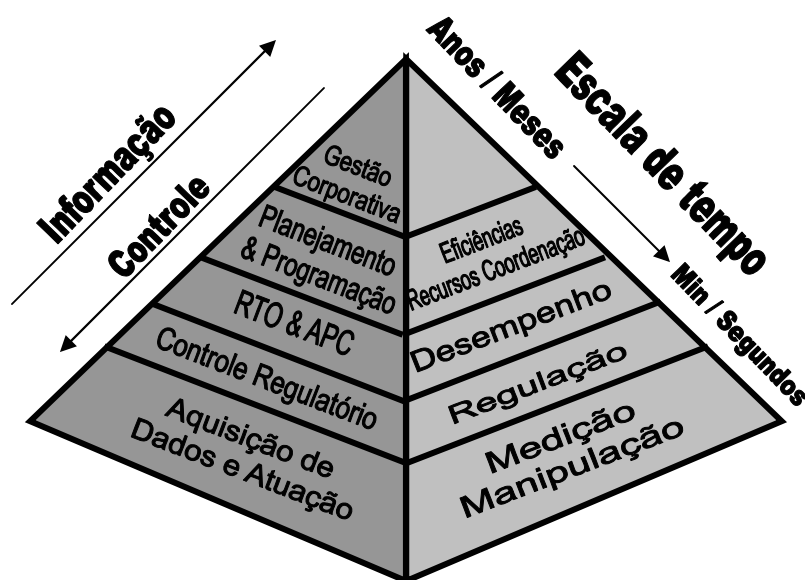 Informação
Controle
Anos / Meses
Escala de tempo
Min / Segundos
Gestão
Corporativa
Planejamento
& Programação
RTO & APC
Controle Regulatório
Aquisição de
Dados e Atuação
Eficiências
Recursos Coordenação
Desempenho
Regulação
Medição
Manipulação